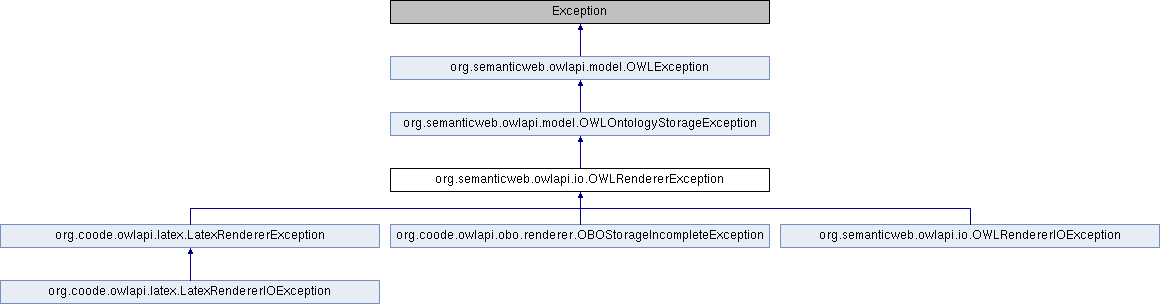 Exception
org.semanticweb.owlapi.model.OWLException
org.semanticweb.owlapi.model.OWLOntologyStorageException
org.semanticweb.owlapi.io.OWLRendererException
org.coode.owlapi.latex.LatexRendererException
org.coode.owlapi.obo.renderer.OBOStorageIncompleteException
org.semanticweb.owlapi.io.OWLRendererIOException
org.coode.owlapi.latex.LatexRendererIOException